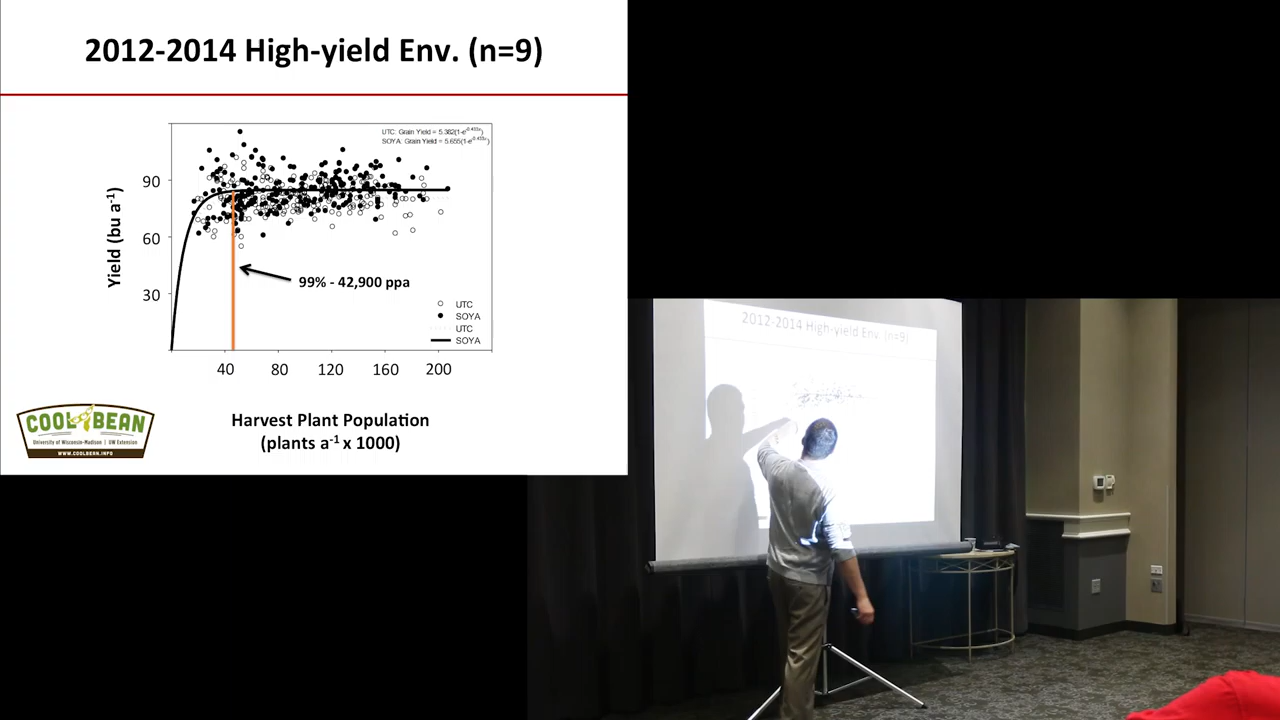 2012-2014 High-yield Env. (n=9)
UTC: Grain Yield = 5.382(1-e
SOYA: Grain Yield = 5.655(1-e
90
60
30
Yield (bu a-1)
99% - 42,900 ppa
UTC
SOYA
UTC
SOYA
40 80 120 160 200
Harvest Plant Population
(plants a-1 x 1000)
COOL BEAN
University of Wisconsin-Madison | UW Extension
WWW.COOLBEAN.INFO
2012-2014 High-yield Env. (n=9)